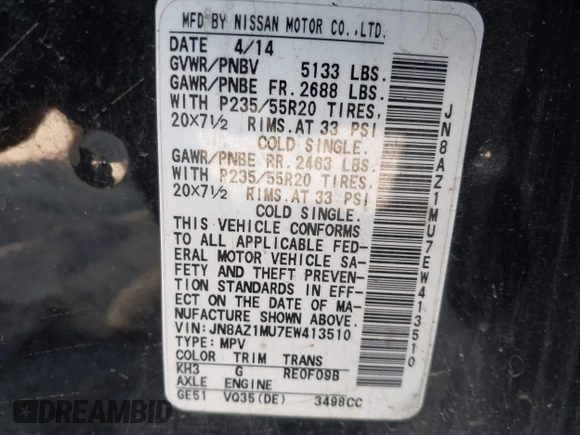 MFD BY NISSAN MOTOR CO.,LTD.
DATE 4/14
GVWR/PNBV 5133 LBS.
GAWR/PNBE FR. 2688 LBS.
WITH P235/55R20 TIRES,
20X7½ RIMS.AT 33 PSI
COLD SINGLE.
GAWR/PNBE RR. 2463 LBS.
WITH P235/55R20 TIRES,
20X7½ RIMS.AT 33 PSI
COLD SINGLE.
THIS VEHICLE CONFORMS
TO ALL APPLICABLE FED-
ERAL MOTOR VEHICLE SA-
FETY AND THEFT PREVEN-
TION STANDARDS IN EFF-
ECT ON THE DATE OF MA-
NUFACTURE SHOWN ABOVE.
VIN: JN8AZ1MU7EW413510
TYPE: MPV
COLOR TRIM TRANS
KH3 G RE0F09B
AXLE ENGINE
GE51 VQ35(DE) 3498CC
JN8AZ1MU7EW413510
DREAMBID